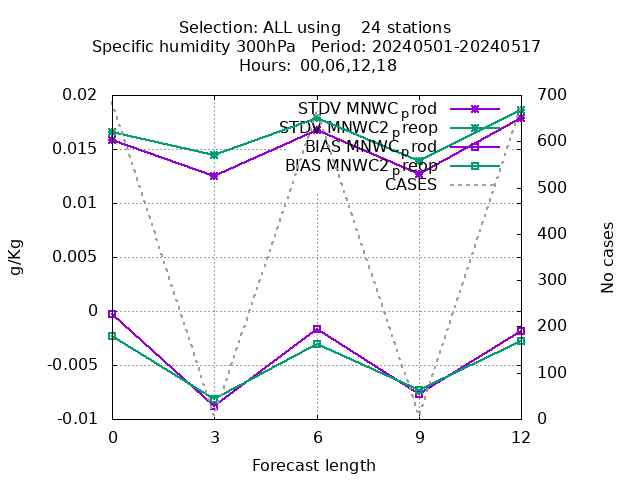 Selection: ALL using    24 stations
Specific humidity 300hPa   Period: 20240501-20240517
Hours:  00,06,12,18
0.02
0.015
0.01
0.005
0
-0.005
-0.01
g/Kg
STDV MNWC_prod
STDV MNWC2_preop
BIAS MNWC_prod
BIAS MNWC2_preop
CASES
700
600
500
400
300
200
100
0
No cases
0 3 6 9 12
Forecast length